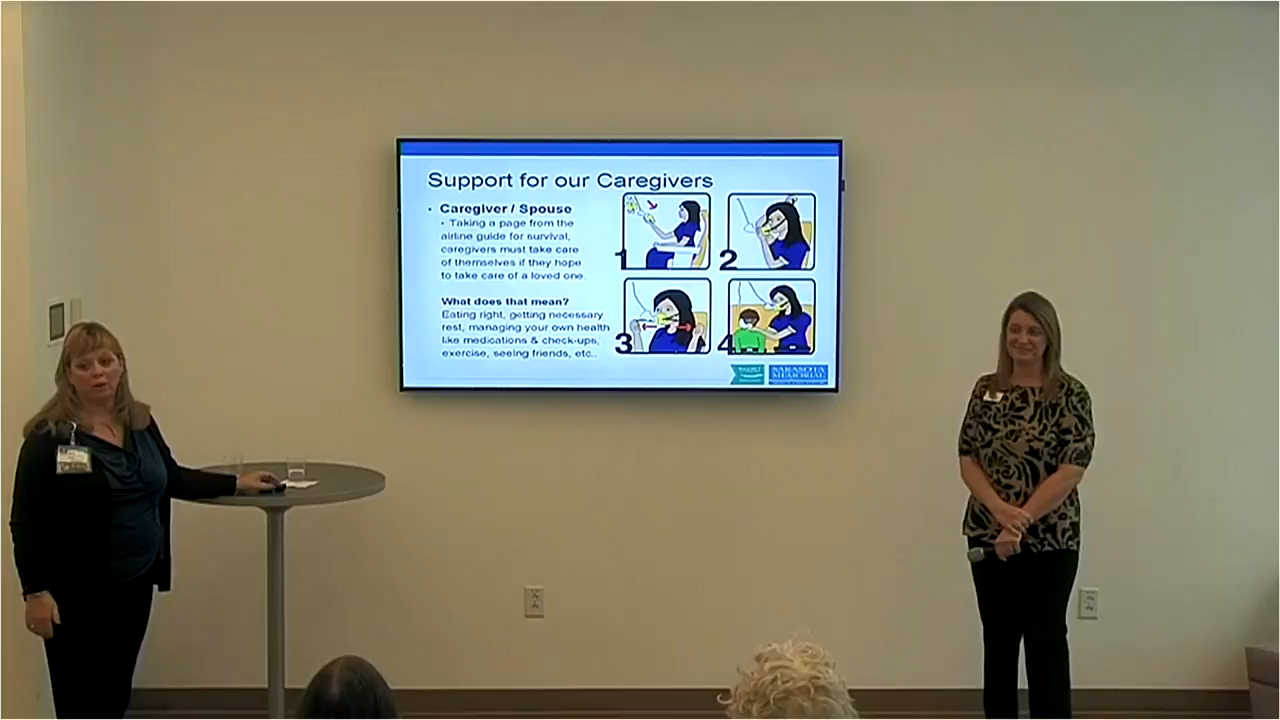 Support for our Caregivers
• Caregiver / Spouse
• Taking a page from the
airline guide for survival,
caregivers must take care
of themselves if they hope
to take care of a loved one.
What does that mean?
Eating right, getting necessary
rest, managing your own health
like medications & check-ups,
exercise, seeing friends, etc..
1
2
3
4
SARASOTA
MEMORIAL